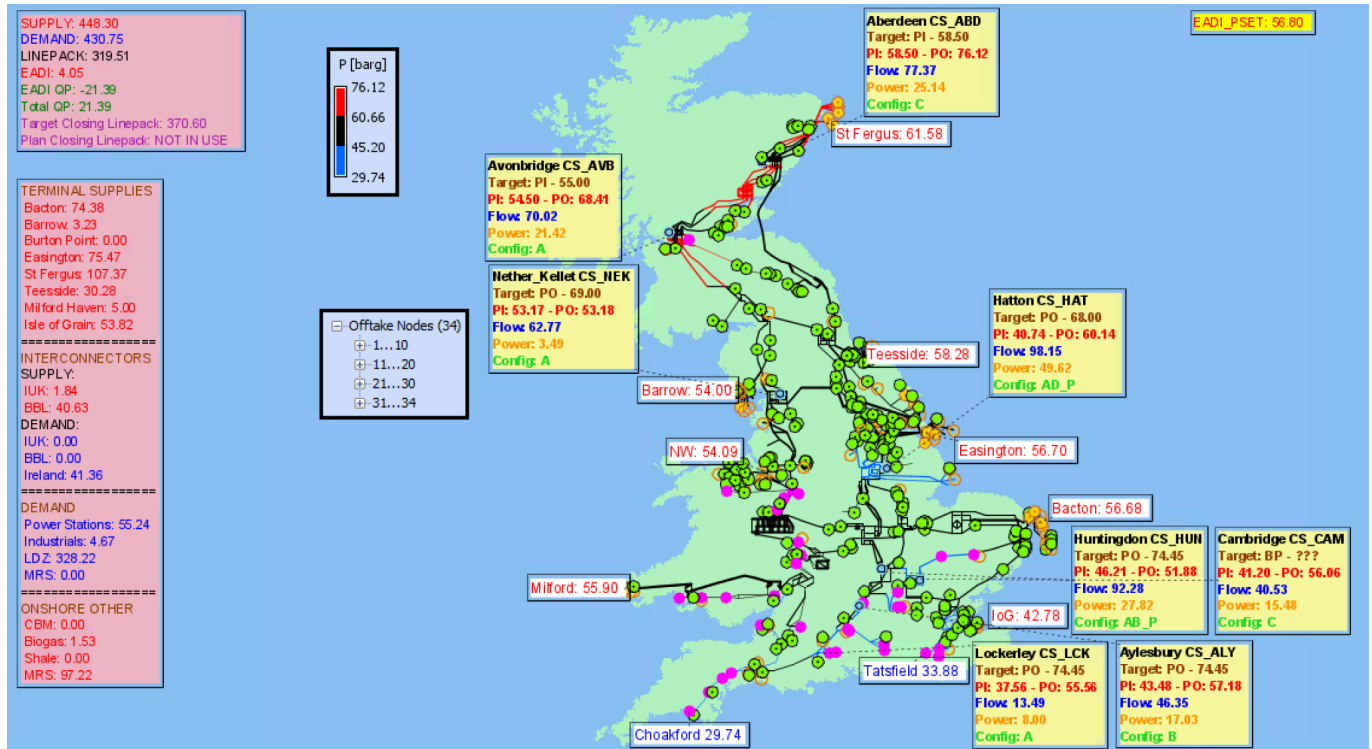 SUPPLY: 448.30
DEMAND: 430.75
LINEPACK: 319.51
EADI: 4.05
EADI QP: -21.39
Total QP: 21.39
Target Closing Linepack: 370.60
Plan Closing Linepack: NOT IN USE
TERMINAL SUPPLIES
Bacton: 74.38
Barrow: 3.23
Burton Point: 0.00
Easington: 75.47
St Fergus: 107.37
Teesside: 30.28
Milford Haven: 5.00
Isle of Grain: 53.82
==================
INTERCONNECTORS
SUPPLY:
IUK: 1.84
BBL: 40.63
DEMAND:
IUK: 0.00
BBL: 0.00
Ireland: 41.36
==================
DEMAND
Power Stations: 55.24
Industrials: 4.67
LDZ: 328.22
MRS: 0.00
==================
ONSHORE OTHER
CBM: 0.00
Biogas: 1.53
Shale: 0.00
MRS: 97.22
P [barg]
76.12
60.66
45.20
29.74
Offtake Nodes (34)
1...10
11...20
21...30
31...34
Aberdeen CS_ABD
Target: PI - 58.50
PI: 58.50 - PO: 76.12
Flow: 77.37
Power: 25.14
Config: C
EADI_PSET: 56.80
St Fergus: 61.58
Avonbridge CS_AVB
Target: PI - 55.00
PI: 54.50 - PO: 68.41
Flow: 70.02
Power: 21.42
Config: A
Nether_Kellet CS_NEK
Target: PO - 69.00
PI: 53.17 - PO: 53.18
Flow: 62.77
Power: 3.49
Config: A
Hatton CS_HAT
Target: PO - 68.00
PI: 40.74 - PO: 60.14
Flow: 98.15
Power: 49.62
Config: AD_P
Teesside: 58.28
Barrow: 54.00
NW: 54.09
Easington: 56.70
Bacton: 56.68
Huntingdon CS_HUN
Target: PO - 74.45
PI: 46.21 - PO: 51.88
Flow: 92.28
Power: 27.82
Config: AB_P
Cambridge CS_CAM
Target: BP - ???
PI: 41.20 - PO: 56.06
Flow: 40.53
Power: 15.48
Config: C
Milford: 55.90
IoG: 42.78
Tatsfield 33.88
Lockerley CS_LCK
Target: PO - 74.45
PI: 37.56 - PO: 55.56
Flow: 13.49
Power: 8.00
Config: A
Aylesbury CS_ALY
Target: PO - 74.45
PI: 43.48 - PO: 57.18
Flow: 46.35
Power: 17.03
Config: B
Choakford 29.74